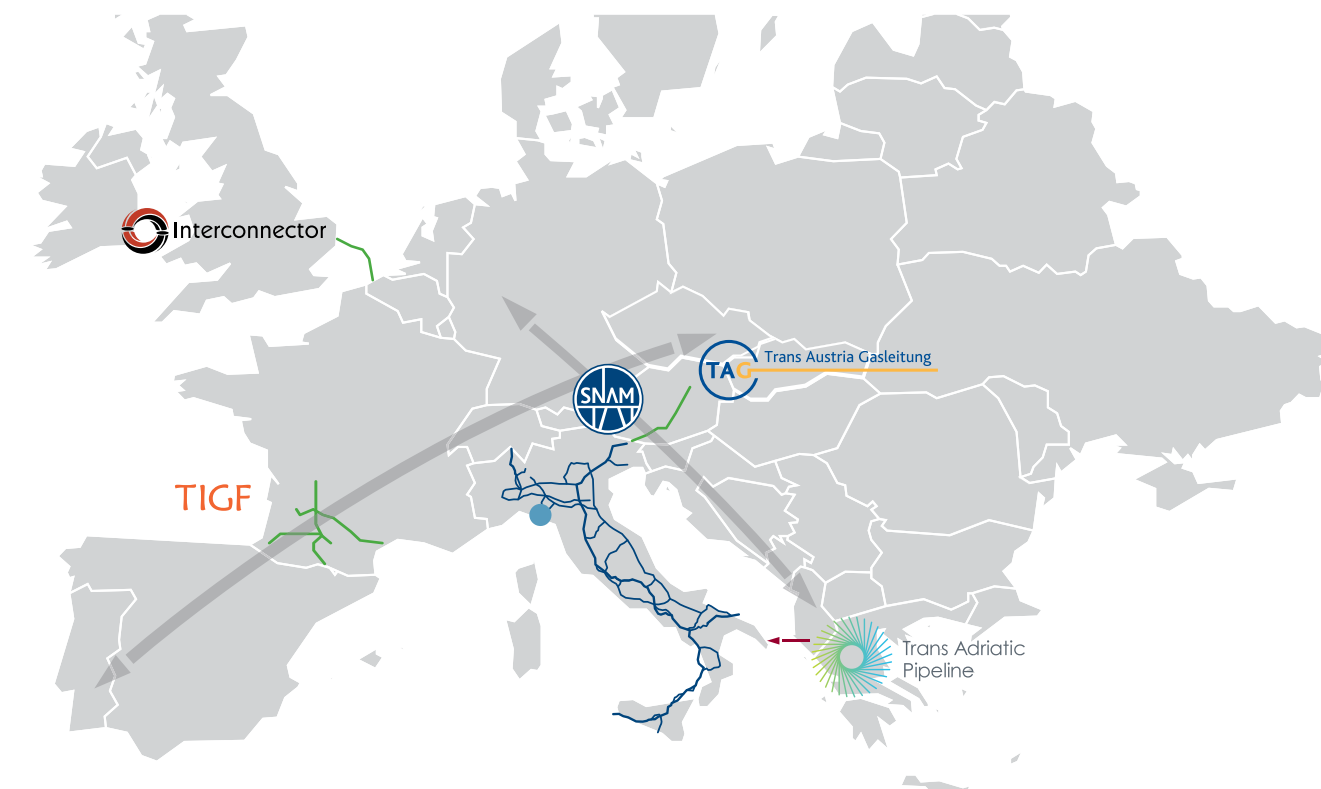 Interconnector
Trans Austria Gasleitung
TAG
SNAM
TIGF
Trans Adriatic
Pipeline